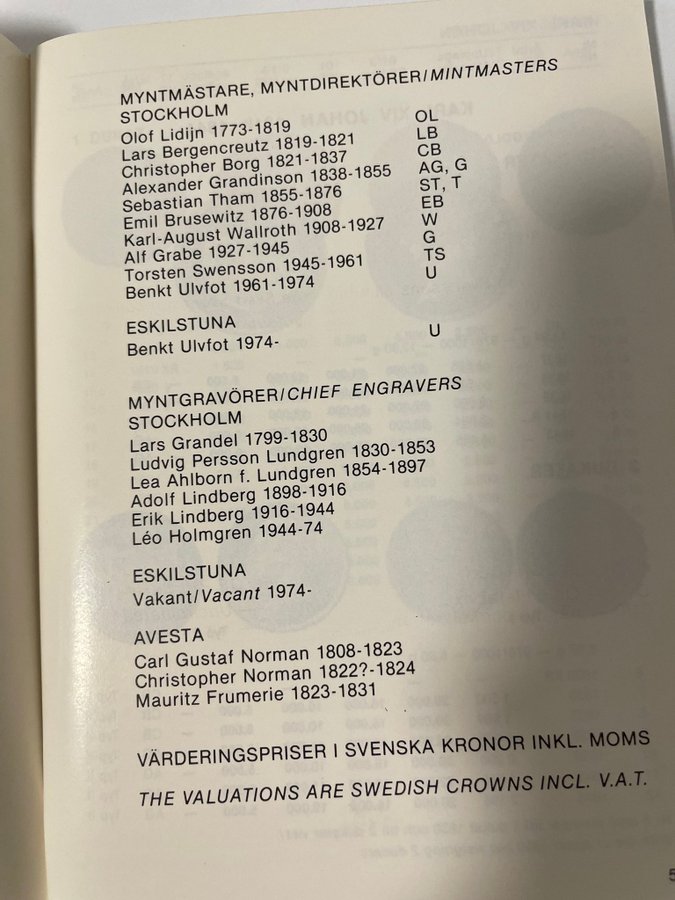 MYNTMÄSTARE, MYNTDIREKTÖRER/MINTMASTERS
STOCKHOLM
Olof Lidijn 1773-1819 OL
Lars Bergencreutz 1819-1821 LB
Christopher Borg 1821-1837 CB
Alexander Grandinson 1838-1855 AG, G
Sebastian Tham 1855-1876 ST, T
Emil Brusewitz 1876-1908 EB
Karl-August Wallroth 1908-1927 W
Alf Grabe 1927-1945 G
Torsten Swensson 1945-1961 TS
Benkt Ulvfot 1961-1974 U
ESKILSTUNA
Benkt Ulvfot 1974- U
MYNTGRAVÖRER/CHIEF ENGRAVERS
STOCKHOLM
Lars Grandel 1799-1830
Ludvig Persson Lundgren 1830-1853
Lea Ahlborn f. Lundgren 1854-1897
Adolf Lindberg 1898-1916
Erik Lindberg 1916-1944
Léo Holmgren 1944-74
ESKILSTUNA
Vakant/Vacant 1974-
AVESTA
Carl Gustaf Norman 1808-1823
Christopher Norman 1822?-1824
Mauritz Frumerie 1823-1831
VÄRDERINGSPRISER I SVENSKA KRONOR INKL. MOMS
THE VALUATIONS ARE SWEDISH CROWNS INCL. V.A.T.
5